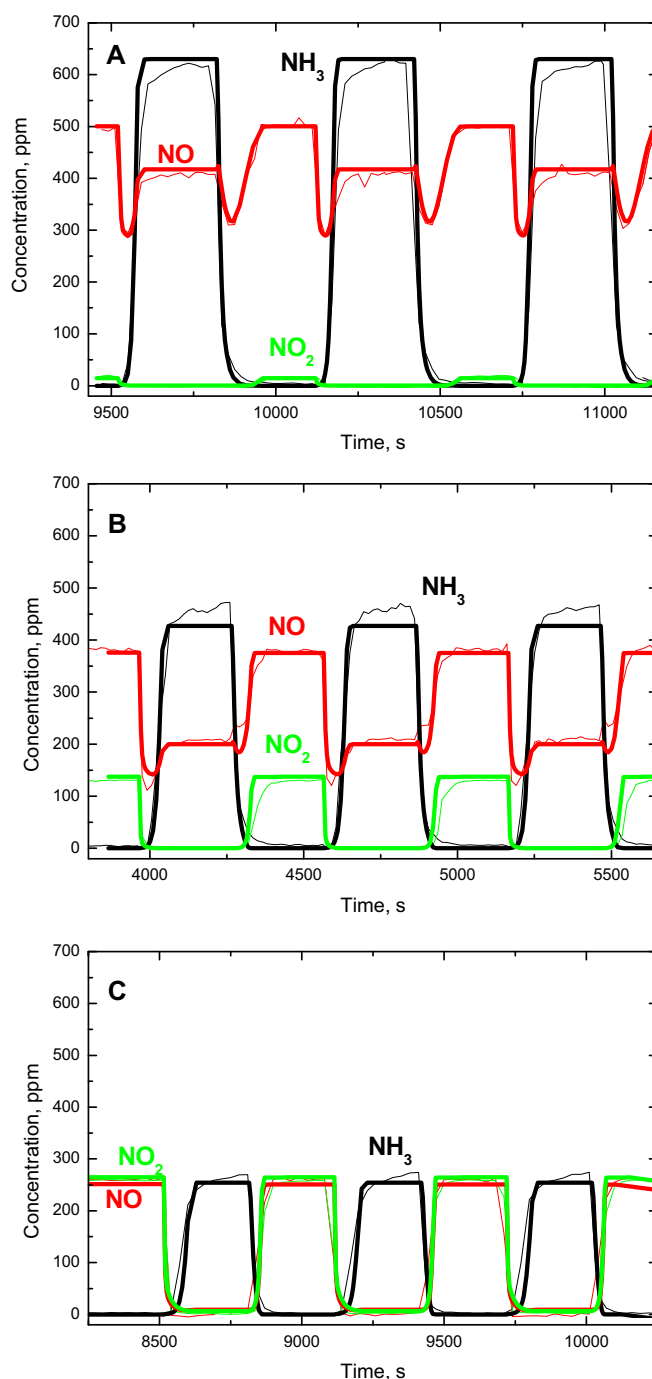 700
A
NH3
600
500
NO
400
300
200
100
NO2
0
9500 10000 10500 11000
Concentration, ppm
Time, s
700
B
600
500
NH3
NO
400
300
NO2
200
100
0
4000 4500 5000 5500
Concentration, ppm
Time, s
700
C
600
500
400
NO2
NH3
300
NO
200
100
0
8500 9000 9500 10000
Concentration, ppm
Time, s